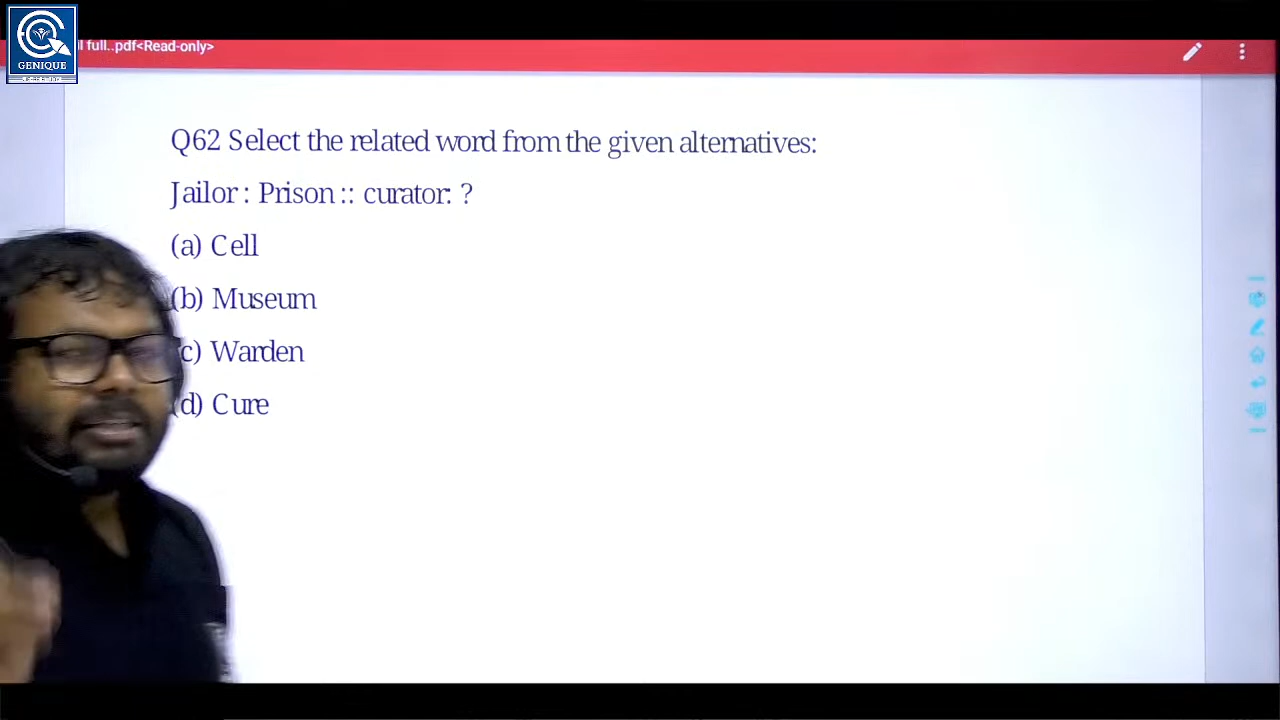 GENIQUE
l full..pdf<Read-only>
Q62 Select the related word from the given alternatives:
Jailor : Prison :: curator: ?
(a) Cell
(b) Museum
(c) Warden
(d) Cure